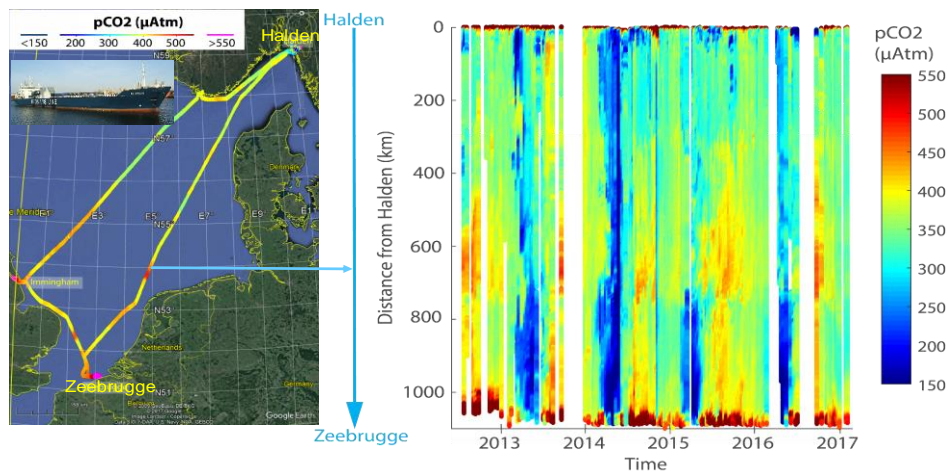 pCO2 (µAtm)
<150 200 300 400 500 >550
Halden
N59
N57
E3°
E5°
E7°
E9°
E1
Denmark
N55
Immingham
N53
Netherlands
Zeebrugge
N51
Germany
Google Earth
Halden
Zeebrugge
Distance from Halden (km)
0
200
400
600
800
1000
2013 2014 2015 2016 2017
Time
pCO2
(µAtm)
550
500
450
400
350
300
250
200
150